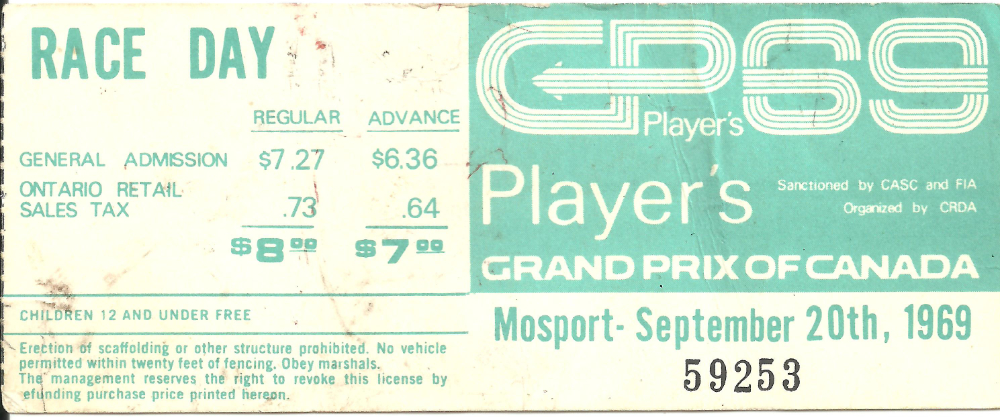 RACE DAY
REGULAR ADVANCE
GENERAL ADMISSION $7.27 $6.36
ONTARIO RETAIL
SALES TAX .73 .64
$8.00 $7.00
CHILDREN 12 AND UNDER FREE
Erection of scaffolding or other structure prohibited. No vehicle
permitted within twenty feet of fencing. Obey marshals.
The management reserves the right to revoke this license by
efunding purchase price printed hereon.
GP69
Player's
Player's
Sanctioned by CASC and FIA
Organized by CRDA
GRAND PRIX OF CANADA
Mosport- September 20th, 1969
59253